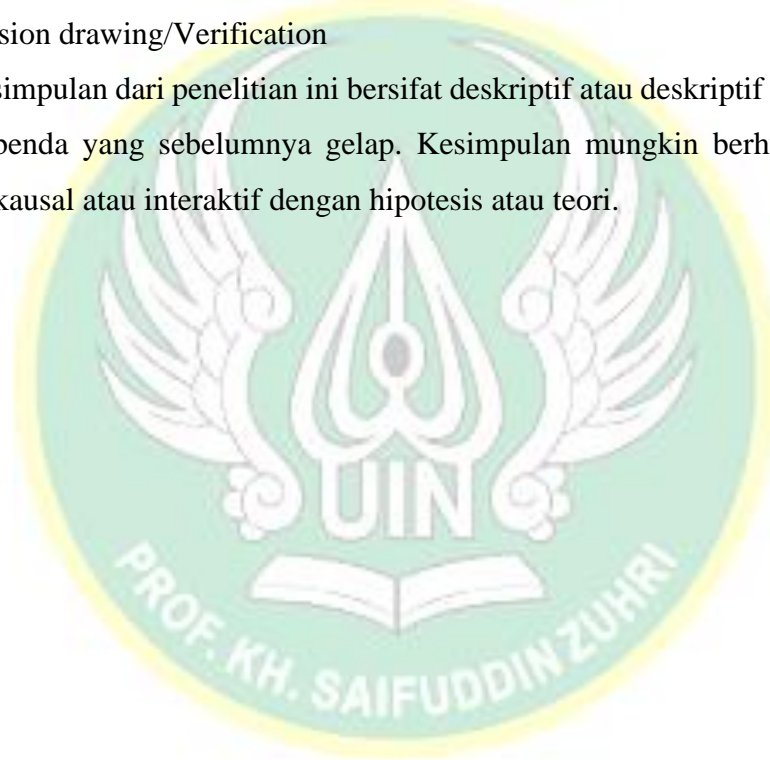 sion drawing/Verification
simpulan dari penelitian ini bersifat deskriptif atau deskriptif
benda yang sebelumnya gelap. Kesimpulan mungkin berh
kausal atau interaktif dengan hipotesis atau teori.
UIN
PROF. KH. SAIFUDDIN ZUHRI